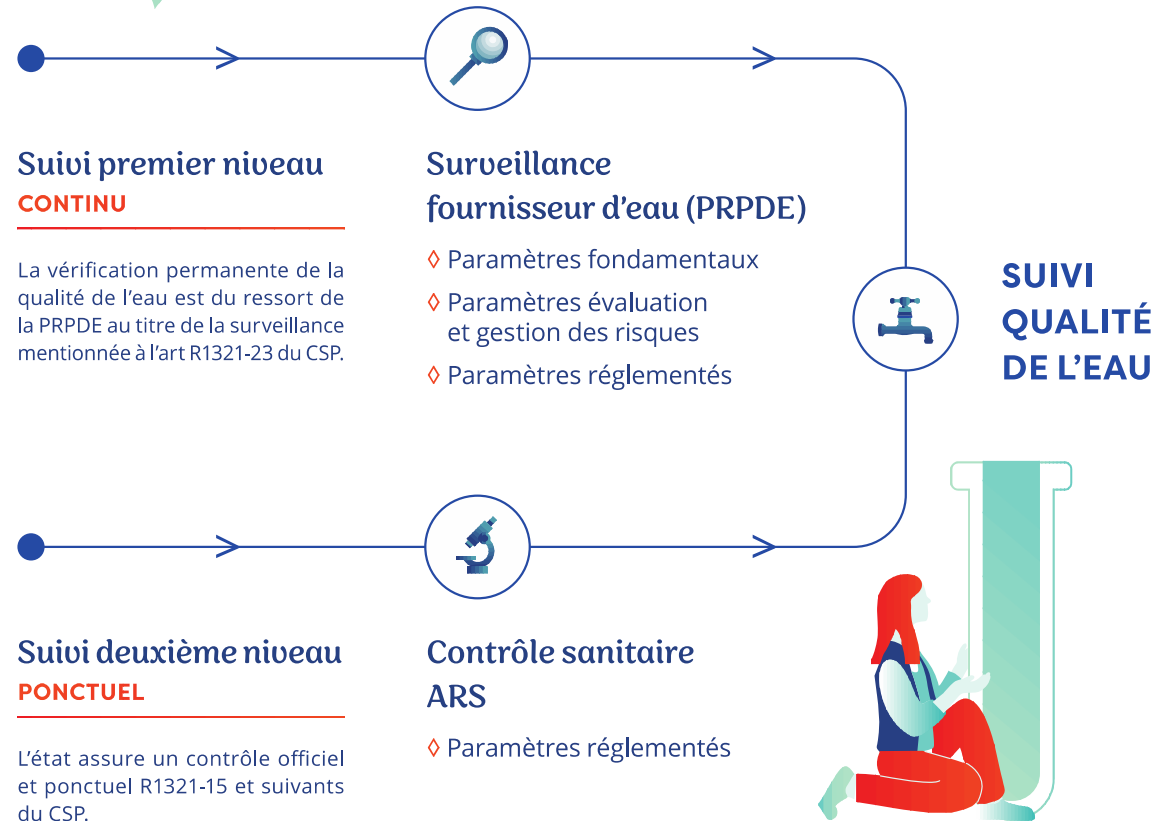 Suivi premier niveau
CONTINU
La vérification permanente de la
qualité de l'eau est du ressort de
la PRPDE au titre de la surveillance
mentionnée à l'art R1321-23 du CSP.
Surveillance
fournisseur d'eau (PRPDE)
◊ Paramètres fondamentaux
◊ Paramètres évaluation
et gestion des risques
◊ Paramètres réglementés
SUIVI
QUALITÉ
DE L'EAU
Suivi deuxième niveau
PONCTUEL
L'état assure un contrôle officiel
et ponctuel R1321-15 et suivants
du CSP.
Contrôle sanitaire
ARS
◊ Paramètres réglementés